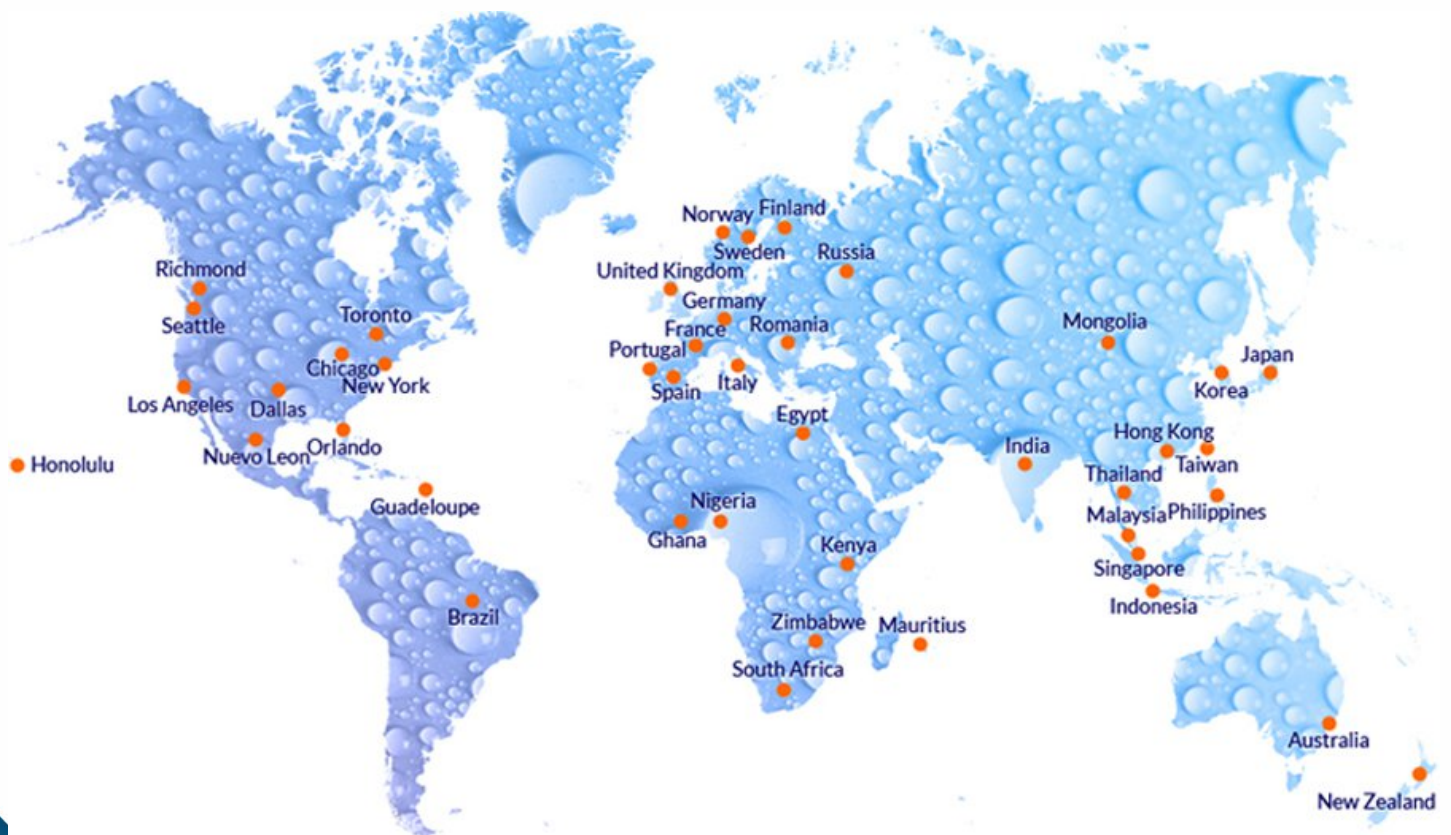 Norway
Finland
Sweden
Russia
Richmond
United Kingdom
Germany
Seattle
Toronto
France
Romania
Mongolia
Portugal
Japan
Chicago
New York
Spain
Italy
Korea
Los Angeles
Dallas
Egypt
Hong Kong
Orlando
India
Nuevo Leon
Taiwan
Honolulu
Thailand
Guadeloupe
Nigeria
Malaysia
Philippines
Ghana
Kenya
Singapore
Indonesia
Brazil
Zimbabwe
Mauritius
South Africa
Australia
New Zealand